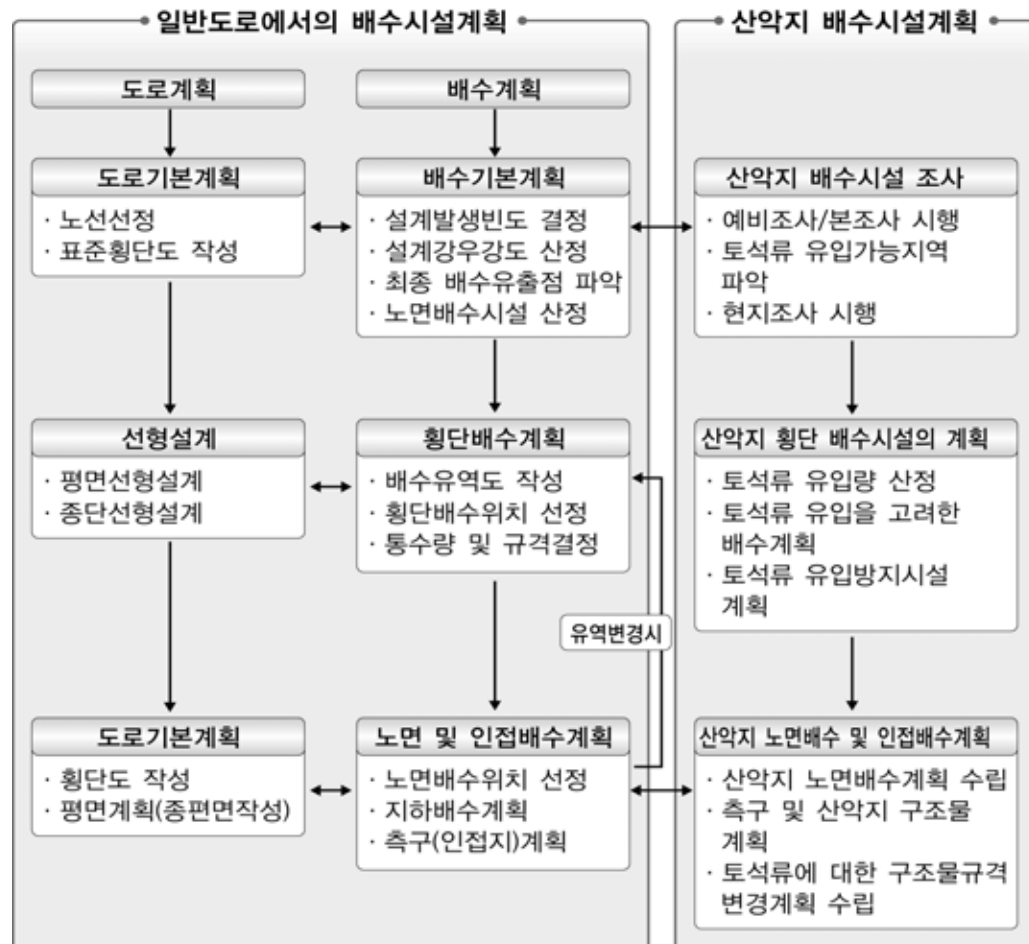 일반도로에서의 배수시설계획
도로계획
도로기본계획
· 노선선정
· 표준횡단도 작성
선형설계
· 평면선형설계
· 종단선형설계
도로기본계획
· 횡단도 작성
· 평면계획(종편면작성)
배수계획
배수기본계획
· 설계발생빈도 결정
· 설계강우강도 산정
· 최종 배수유출점 파악
· 노면배수시설 산정
횡단배수계획
· 배수유역도 작성
· 횡단배수위치 선정
· 통수량 및 규격결정
유역변경시
노면 및 인접배수계획
· 노면배수위치 선정
· 지하배수계획
· 측구(인접지)계획
산악지 배수시설계획
산악지 배수시설 조사
· 예비조사/본조사 시행
· 토석류 유입가능지역
파악
· 현지조사 시행
산악지 횡단 배수시설의 계획
· 토석류 유입량 산정
· 토석류 유입을 고려한
배수계획
· 토석류 유입방지시설
계획
산악지 노면배수 및 인접배수계획
· 산악지 노면배수계획 수립
· 측구 및 산악지 구조물
계획
· 토석류에 대한 구조물규격
변경계획 수립